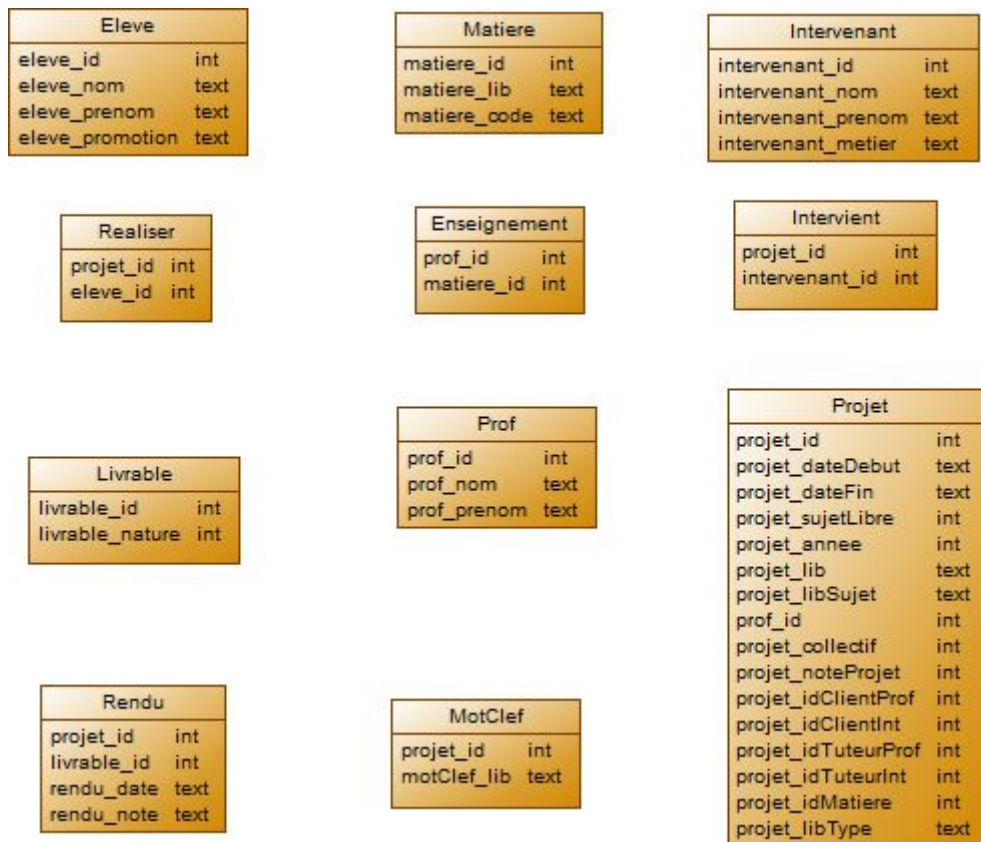 Eleve
eleve_id int
eleve_nom text
eleve_prenom text
eleve_promotion text
Matiere
matiere_id int
matiere_lib text
matiere_code text
Intervenant
intervenant_id int
intervenant_nom text
intervenant_prenom text
intervenant_metier text
Realiser
projet_id int
eleve_id int
Enseignement
prof_id int
matiere_id int
Intervient
projet_id int
intervenant_id int
Livrable
livrable_id int
livrable_nature int
Prof
prof_id int
prof_nom text
prof_prenom text
Projet
projet_id int
projet_dateDebut text
projet_dateFin text
projet_sujetLibre int
projet_annee int
projet_lib text
projet_libSujet text
prof_id int
projet_collectif int
projet_noteProjet int
projet_idClientProf int
projet_idClientInt int
projet_idTuteurProf int
projet_idTuteurInt int
projet_idMatiere int
projet_libType text
Rendu
projet_id int
livrable_id int
rendu_date text
rendu_note text
MotClef
projet_id int
motClef_lib text